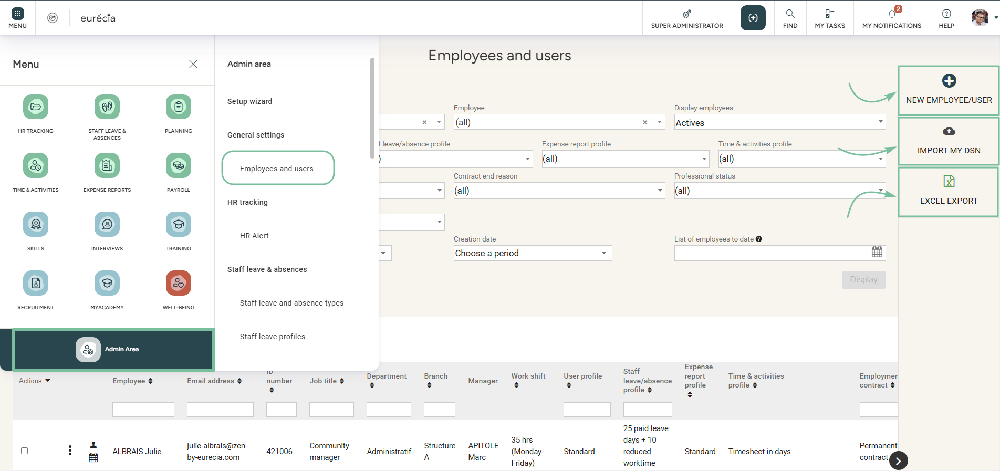 MENU
eurécia
SUPER ADMINISTRATOR
FIND
MY TASKS
2
MY NOTIFICATIONS
HELP
Menu
HR TRACKING
STAFF LEAVE &
ABSENCES
PLANNING
TIME & ACTIVITIES
EXPENSE REPORTS
PAYROLL
SKILLS
INTERVIEWS
TRAINING
RECRUITMENT
MYACADEMY
WELL-BEING
Admin Area
Admin area
Setup wizard
General settings
Employees and users
HR tracking
HR Alert
Staff leave & absences
Staff leave and absence types
Staff leave profiles
Employees and users
Employee
(all)
Display employees
Actives
f leave/absence profile
)
Expense report profile
(all)
Time & activities profile
(all)
Contract end reason
(all)
Professional status
(all)
Creation date
Choose a period
List of employees to date
Display
NEW EMPLOYEE/USER
IMPORT MY DSN
EXCEL EXPORT
Actions
Employee
Email address
ID
number
Job title
Department
Branch
Manager
Work shift
User profile
Staff
leave/absence
profile
Expense
report
profile
Time & activities
profile
Employmen
contract
ALBRAIS Julie
julie-albrais@zen-
by-eurecia.com
421006
Community
manager
Administratif
Structure
A
APITOLE
Marc
35 hrs
(Monday-
Friday)
Standard
25 paid leave
days + 10
reduced
worktime
Standard
Timesheet in days
Permanent
contract